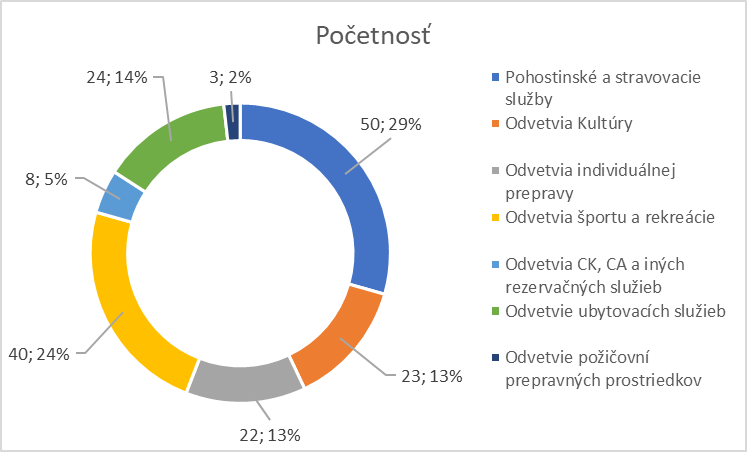 Početnosť
24; 14%
3; 2%
50; 29%
8; 5%
40; 24%
23; 13%
22; 13%
Pohostinské a stravovacie
služby
Odvetvia Kultúry
Odvetvia individuálnej
prepravy
Odvetvia športu a rekreácie
Odvetvia CK, CA a iných
rezervačných služieb
Odvetvie ubytovacích služieb
Odvetvie požičovní
prepravných prostriedkov